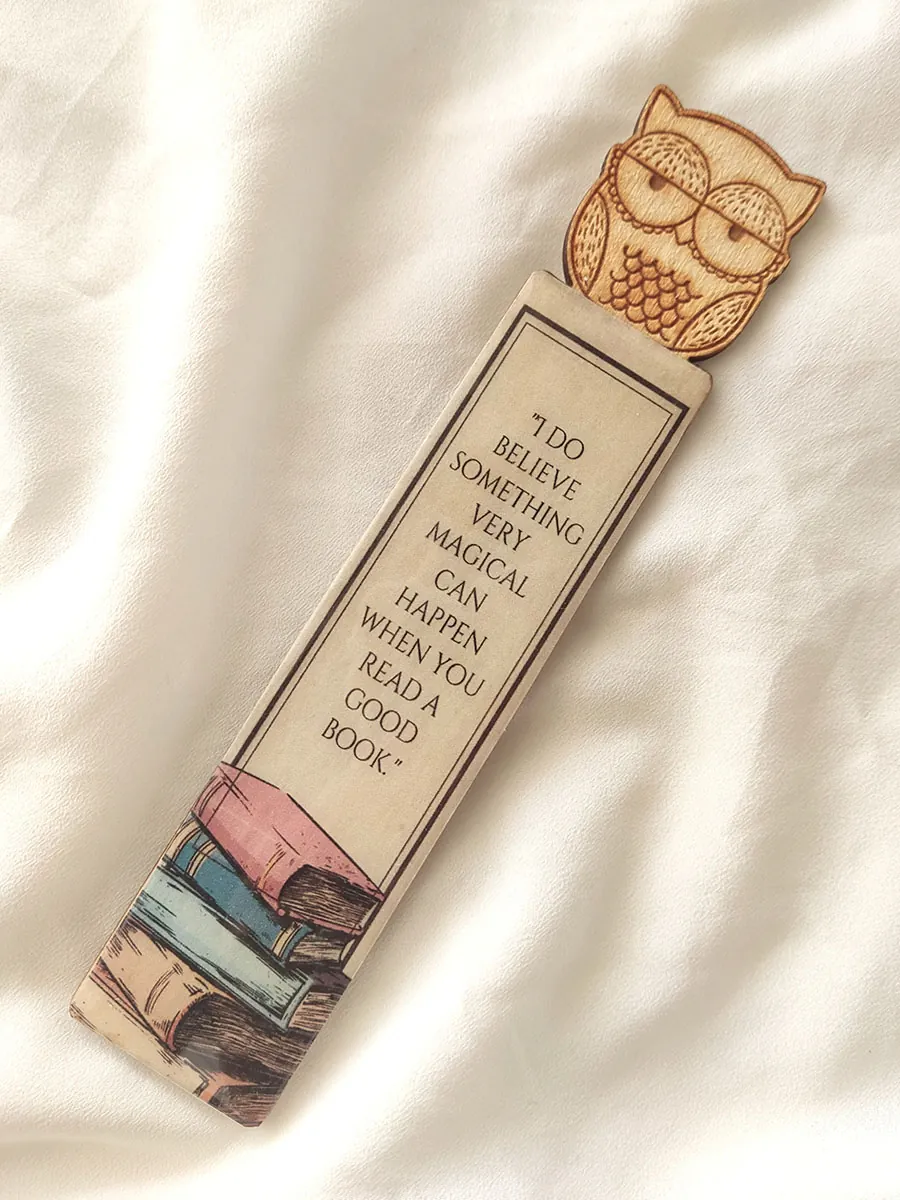 "I DO
BELIEVE
SOMETHING
VERY
MAGICAL
CAN
HAPPEN
WHEN YOU
READ A
GOOD
BOOK."